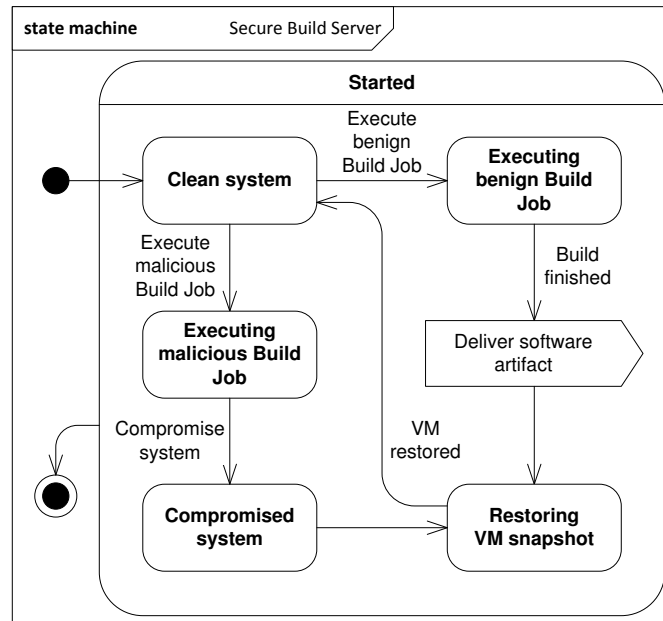 state machine Secure Build Server
Started
Execute
benign
Build Job
Clean system
Executing
benign Build
Job
Execute
malicious
Build Job
Build
finished
Executing
malicious Build
Job
Deliver software
artifact
Compromise
system
VM
restored
Compromised
system
Restoring
VM snapshot